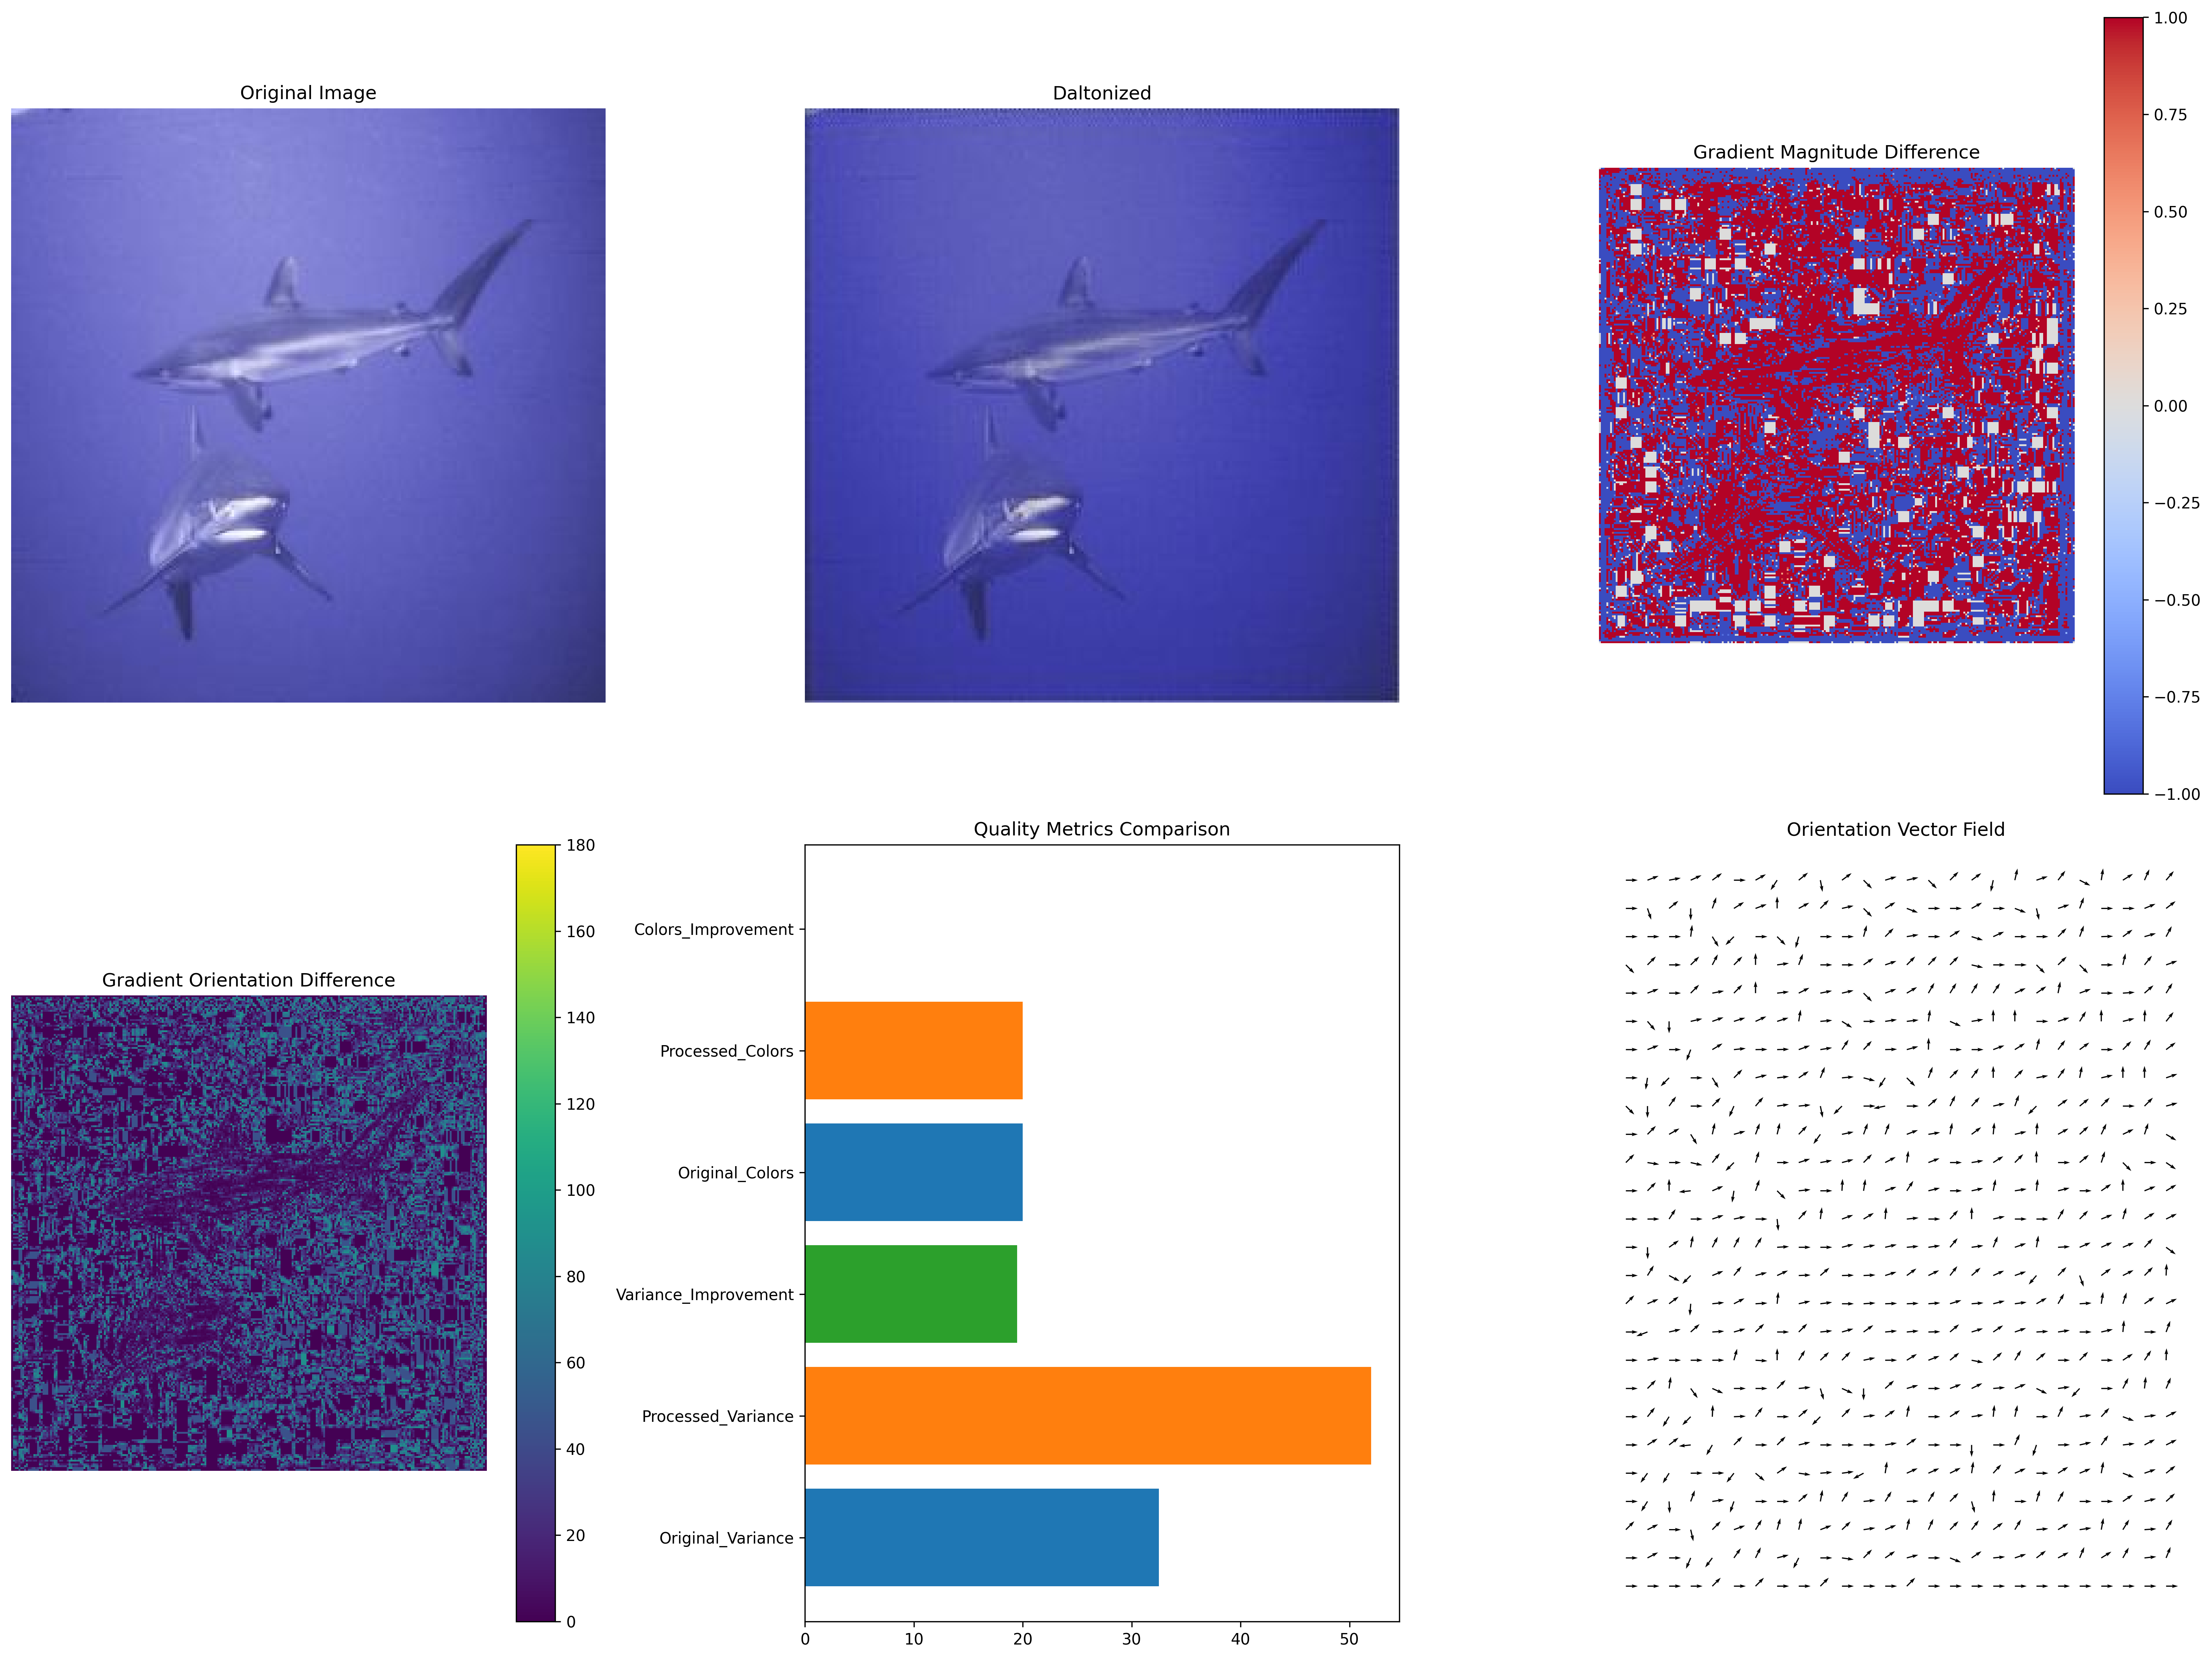 Original Image
Daltonized
Gradient Magnitude Difference
1.00
0.75
0.50
0.25
0.00
−0.25
−0.50
−0.75
−1.00
Gradient Orientation Difference
180
160
140
120
100
80
60
40
20
0
Quality Metrics Comparison
Colors_Improvement
Processed_Colors
Original_Colors
Variance_Improvement
Processed_Variance
Original_Variance
0 10 20 30 40 50
Orientation Vector Field